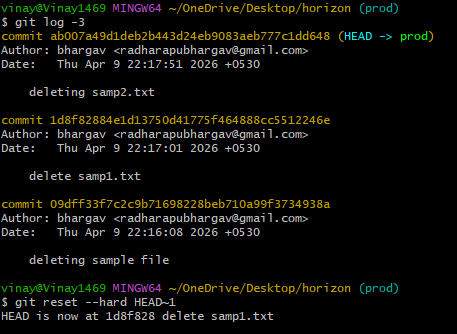 vinay@Vinay1469 MINGW64 ~/OneDrive/Desktop/horizon (prod)
$ git log -3
commit ab007a49d1deb2b443d24eb9083aeb777c1dd648 (HEAD -> prod)
Author: bhargav <radharapubhargav@gmail.com>
Date:   Thu Apr 9 22:17:51 2026 +0530
    deleting samp2.txt
commit 1d8f82884e1d13750d41775f464888cc5512246e
Author: bhargav <radharapubhargav@gmail.com>
Date:   Thu Apr 9 22:17:01 2026 +0530
    delete samp1.txt
commit 09dff33f7c2c9b71698228beb710a99f3734938a
Author: bhargav <radharapubhargav@gmail.com>
Date:   Thu Apr 9 22:16:08 2026 +0530
    deleting sample file
vinay@Vinay1469 MINGW64 ~/OneDrive/Desktop/horizon (prod)
$ git reset --hard HEAD~1
HEAD is now at 1d8f828 delete samp1.txt